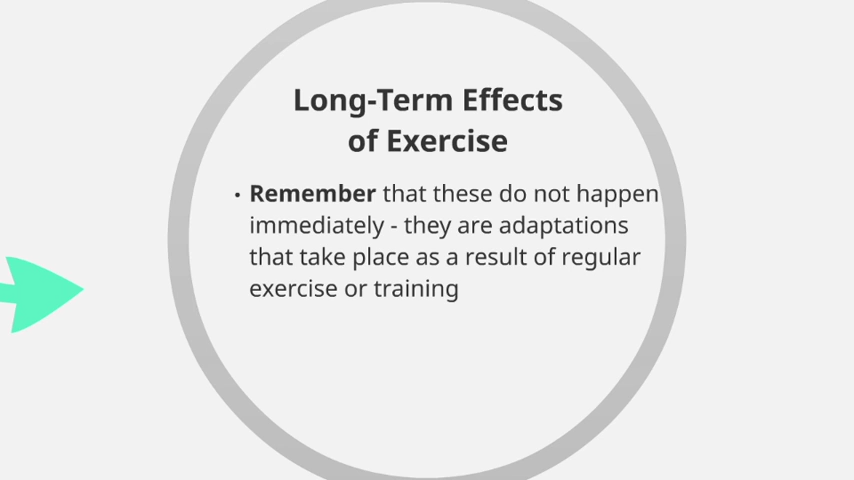 Long-Term Effects
of Exercise
• Remember that these do not happen
immediately - they are adaptations
that take place as a result of regular
exercise or training